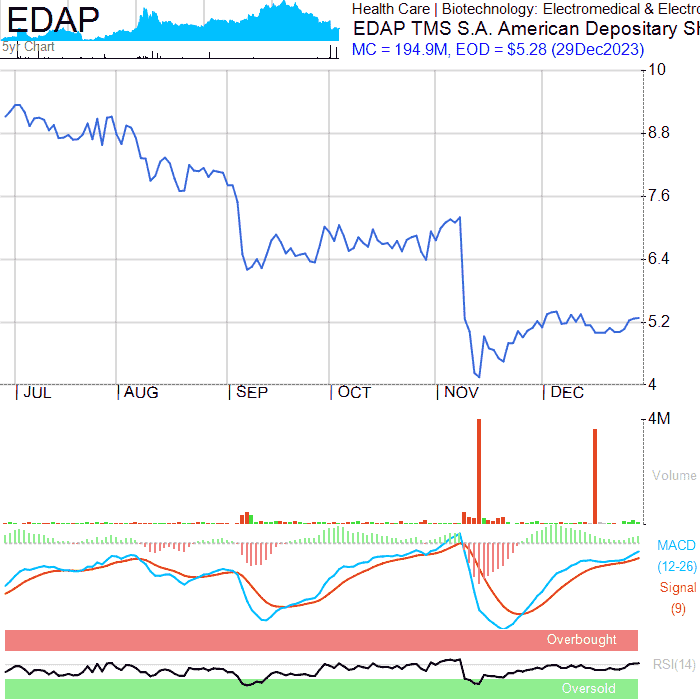 EDAP
5yr Chart
Health Care | Biotechnology: Electromedical & Electro
EDAP TMS S.A. American Depositary
MC = 194.9M, EOD = $5.28 (29Dec2023)
10
8.8
7.6
6.4
5.2
4
JUL AUG SEP OCT NOV DEC
4M
Volume
MACD
(12-26)
Signal
(9)
Overbought
RSI(14)
Oversold